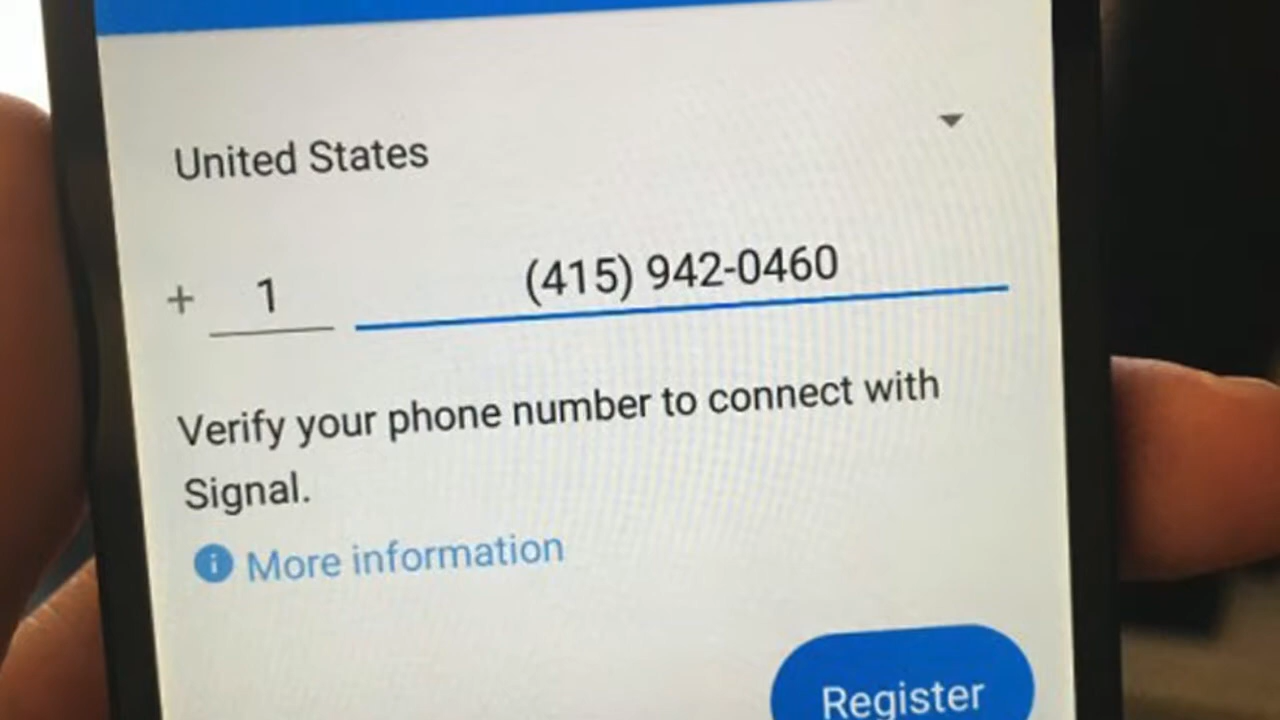 United States
+ 1 (415) 942-0460
Verify your phone number to connect with
Signal.
More information
Register